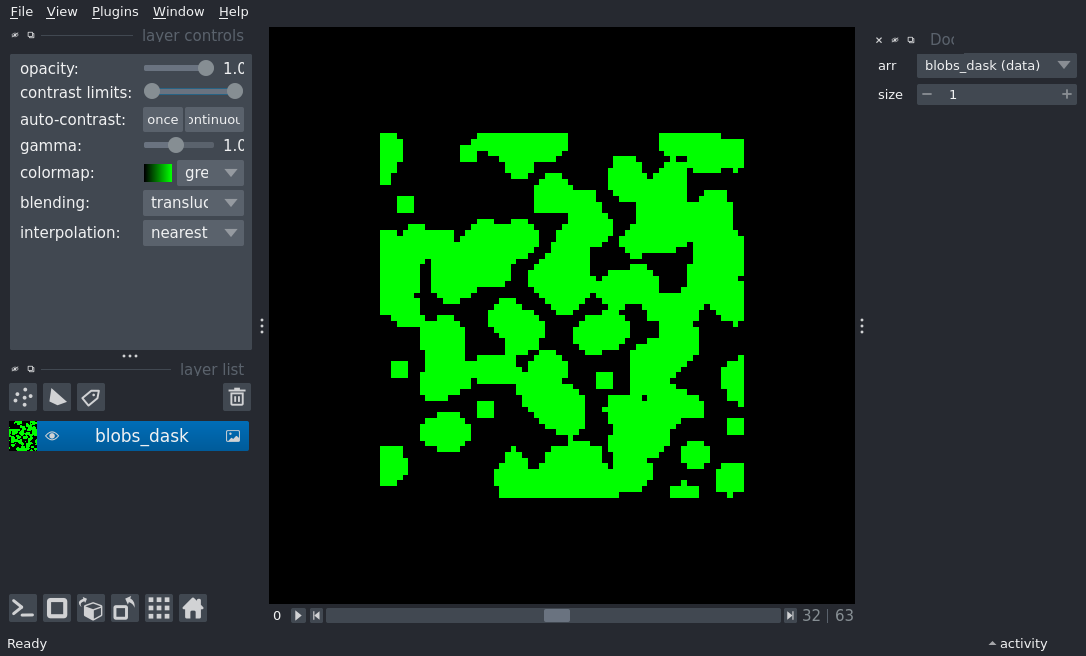 File View Plugins Window Help
layer controls
opacity: 1.0
contrast limits:
auto-contrast: once ontinuou
gamma: 1.0
colormap: gre
blending: transluc
interpolation: nearest
layer list
blobs_dask
0 32 | 63
Ready
Doc
arr blobs_dask (data)
size 1
activity